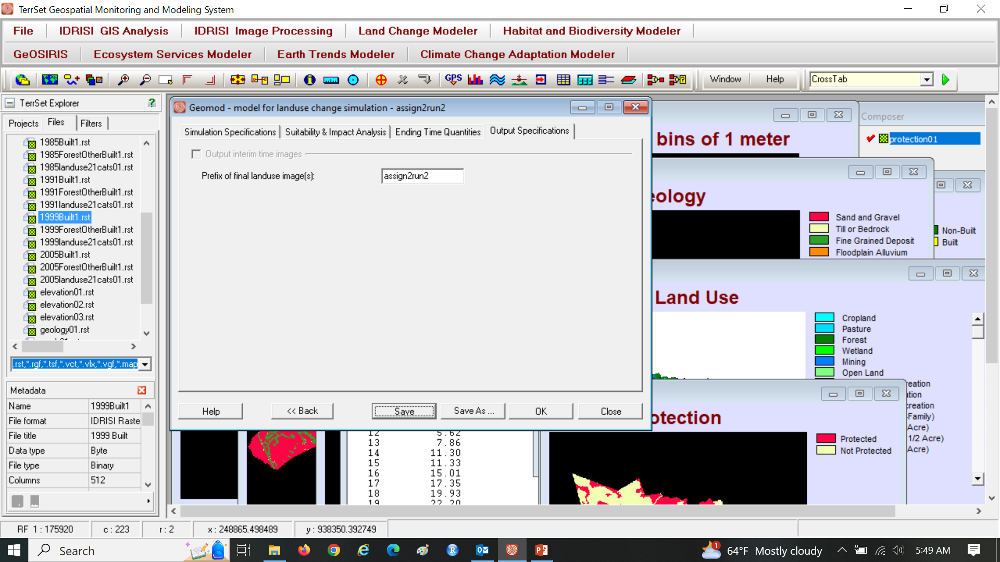 TerrSet Geospatial Monitoring and Modeling System
File
IDRISI GIS Analysis
IDRISI Image Processing
Land Change Modeler
Habitat and Biodiversity Modeler
GeOSIRIS
Ecosystem Services Modeler
Earth Trends Modeler
Climate Change Adaptation Modeler
GPS
Window
Help
CrossTab
TerrSet Explorer
?
Projects
Files
Filters
1985Built1.rst
1985ForestOtherBuilt1.rst
1985landuse21cats01.rst
1991Built1.rst
1991ForestOtherBuilt1.rst
1991landuse21cats01.rst
1999Built1.rst
1999ForestOtherBuilt1.rst
1999landuse21cats01.rst
2005Built1.rst
2005ForestOtherBuilt1.rst
2005landuse21cats01.rst
elevation01.rst
elevation02.rst
elevation03.rst
geology01.rst
.rst,*.rgf,*.tsf,*.vct,*.vlx,*.vgf,*.map
Metadata
Name 1999Built1
File format IDRISI Raste
File title 1999 Built
Data type Byte
File type Binary
Columns 512
Geomod - model for landuse change simulation - assign2run2
Simulation Specifications
Suitability & Impact Analysis
Ending Time Quantities
Output Specifications
Output interim time images
Prefix of final landuse image(s):
assign2run2
Help
<< Back
Save
Save As ...
OK
Close
12 5.62
13 7.86
14 11.30
15 11.33
16 15.01
17 17.35
18 19.93
19 22.20
bins of 1 meter
Composer
protection01
eology
Sand and Gravel
Till or Bedrock
Fine Grained Deposit
Floodplain Alluvium
Non-Built
Built
Land Use
Cropland
Pasture
Forest
Wetland
Mining
Open Land
reation
ation
creation
-Family)
Acre)
1/2 Acre)
Acre)
otection
Protected
Not Protected
RF 1 : 175920
c : 223
r : 2
x : 248865.498489
y : 938350.392749
Search
1
64°F Mostly cloudy
5:49 AM